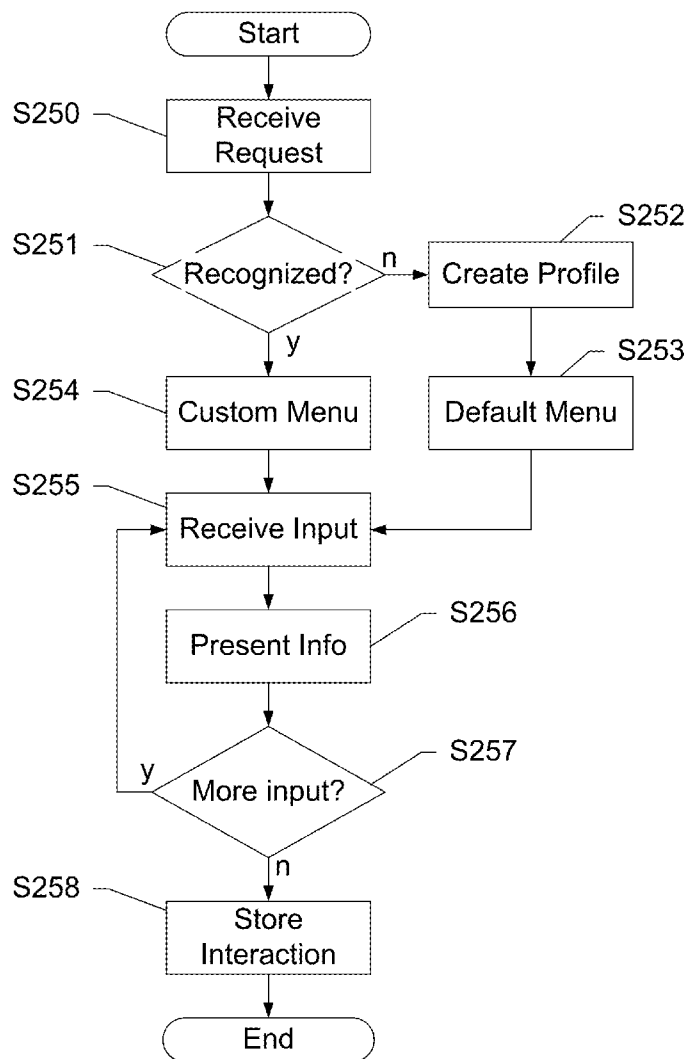 Start
S250
Receive
Request
S251
Recognized?
n
y
S252
Create Profile
S253
Default Menu
S254
Custom Menu
S255
Receive Input
S256
Present Info
S257
More input?
y
n
S258
Store
Interaction
End